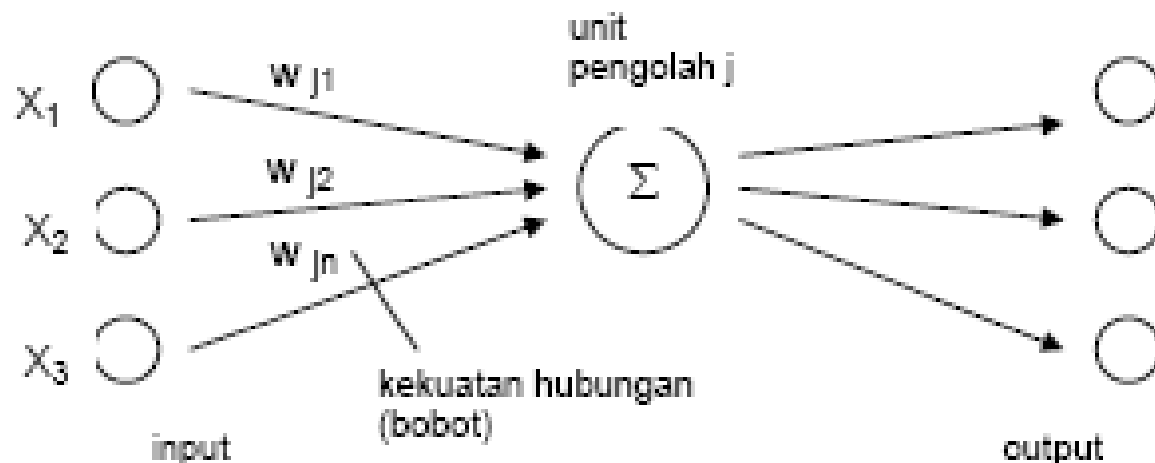 unit
pengolah j
X₁
w j1
Σ
X₂
w j2
w jn
X₃
kekuatan hubungan
(bobot)
input
output